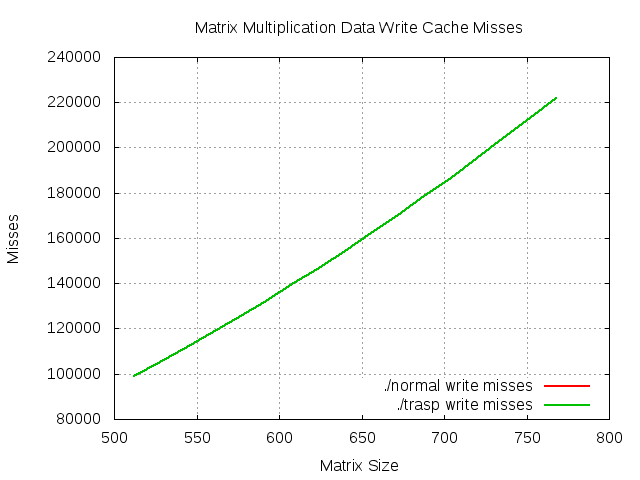 Matrix Multiplication Data Write Cache Misses
240000
220000
200000
180000
160000
140000
120000
100000
80000
Misses
./normal write misses
./trasp write misses
500 550 600 650 700 750 800
Matrix Size